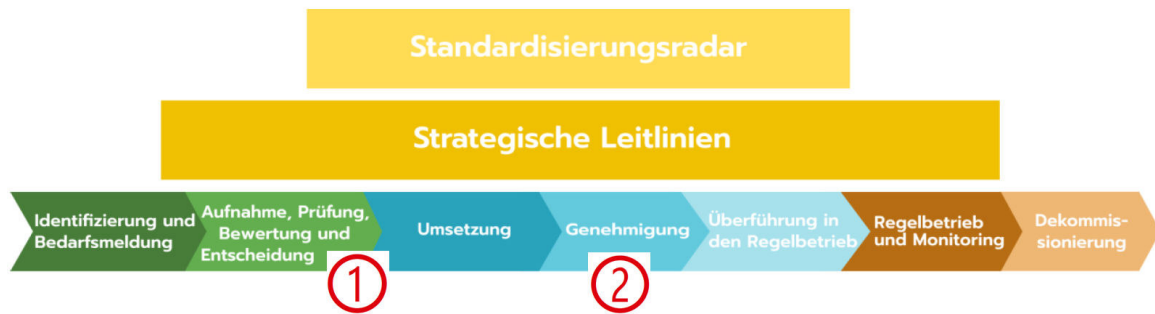 Standardisierungsradar
Strategische Leitlinien
Identifizierung und
Bedarfsmeldung
Aufnahme, Prüfung,
Bewertung und
Entscheidung
Umsetzung
Genehmigung
Überführung in
den Regelbetrieb
Regelbetrieb
und Monitoring
Dekommis-
sionierung
1
2